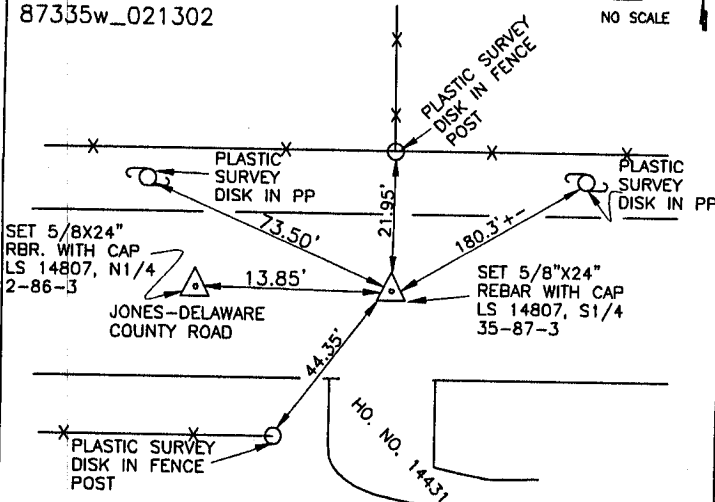 87335w_021302
NO SCALE
PLASTIC SURVEY
DISK IN FENCE
POST
PLASTIC
SURVEY
DISK IN PP
PLASTIC
SURVEY
DISK IN PP
73.50'
21.95'
180.3'+-
SET 5/8X24"
RBR. WITH CAP
LS 14807, N1/4
2-86-3
13.85'
SET 5/8"X24"
REBAR WITH CAP
LS 14807, S1/4
35-87-3
JONES-DELAWARE
COUNTY ROAD
44.35'
HO. NO. 14431
PLASTIC SURVEY
DISK IN FENCE
POST